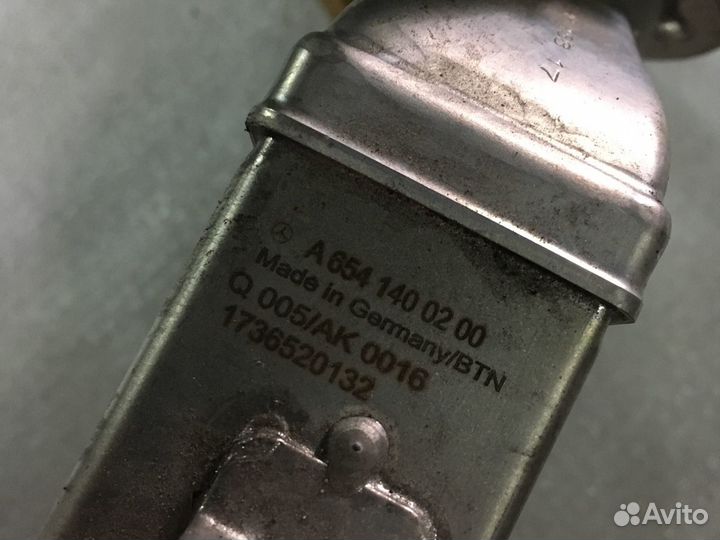 A 654 140 02 00
Made in Germany/BTN
Q 005/AK 0016
1736520132
Avito